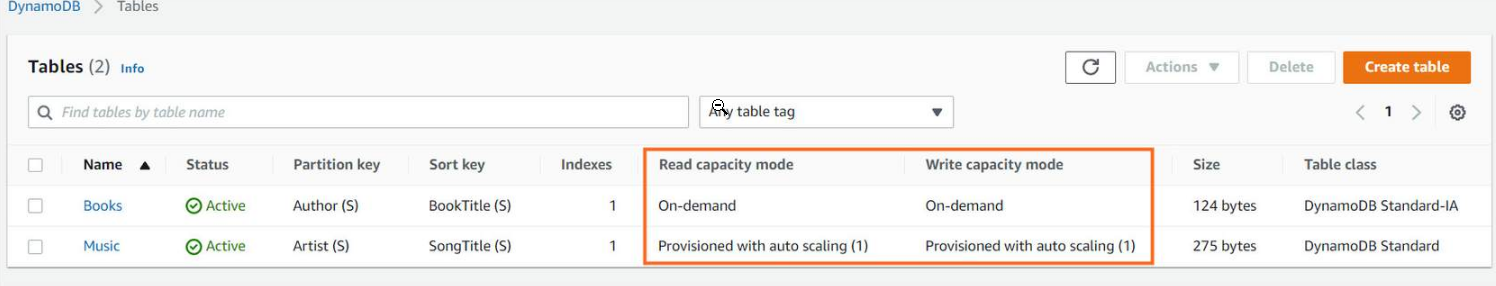 DynamoDB > Tables
Tables (2) Info
Actions ▼ Delete Create table
Find tables by table name Any table tag ▼ < 1 >
Name ▲ Status Partition key Sort key Indexes Read capacity mode Write capacity mode Size Table class
Books Active Author (S) BookTitle (S) 1 On-demand On-demand 124 bytes DynamoDB Standard-IA
Music Active Artist (S) SongTitle (S) 1 Provisioned with auto scaling (1) Provisioned with auto scaling (1) 275 bytes DynamoDB Standard